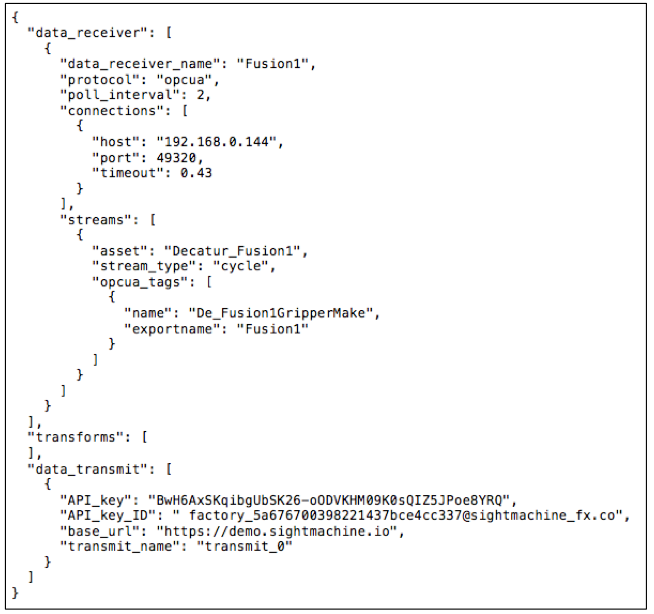 {
  "data_receiver": [
    {
      "data_receiver_name": "Fusion1",
      "protocol": "opcua",
      "poll_interval": 2,
      "connections": [
        {
          "host": "192.168.0.144",
          "port": 49320,
          "timeout": 0.43
        }
      ],
      "streams": [
        {
          "asset": "Decatur_Fusion1",
          "stream_type": "cycle",
          "opcua_tags": [
            {
              "name": "De_Fusion1GripperMake",
              "exportname": "Fusion1"
            }
          ]
        }
      ]
    }
  ],
  "transforms": [
  ],
  "data_transmit": [
    {
      "API_key": "BwH6AxSKqibgUbSK26-oODVKHM09K0sQIZ5JPoe8YRQ",
      "API_key_ID": " factory_5a676700398221437bce4cc337@sightmachine_fx.co",
      "base_url": "https://demo.sightmachine.io",
      "transmit_name": "transmit_0"
    }
  ]
}